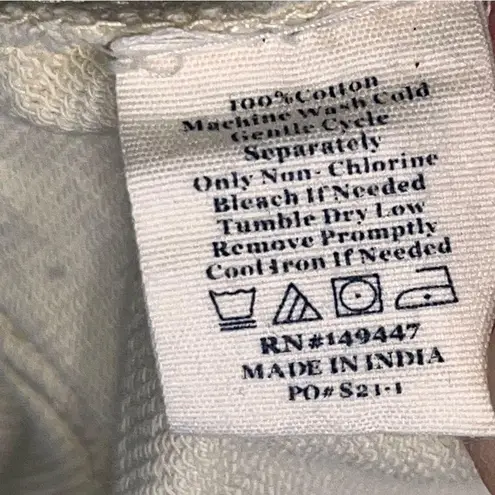 100% Cotton
Machine Wash Cold
Gentle Cycle
Separately
Only Non-Chlorine
Bleach If Needed
Tumble Dry Low
Remove Promptly
Cool Iron If Needed
RN#149447
MADE IN INDIA
PO# S21-1